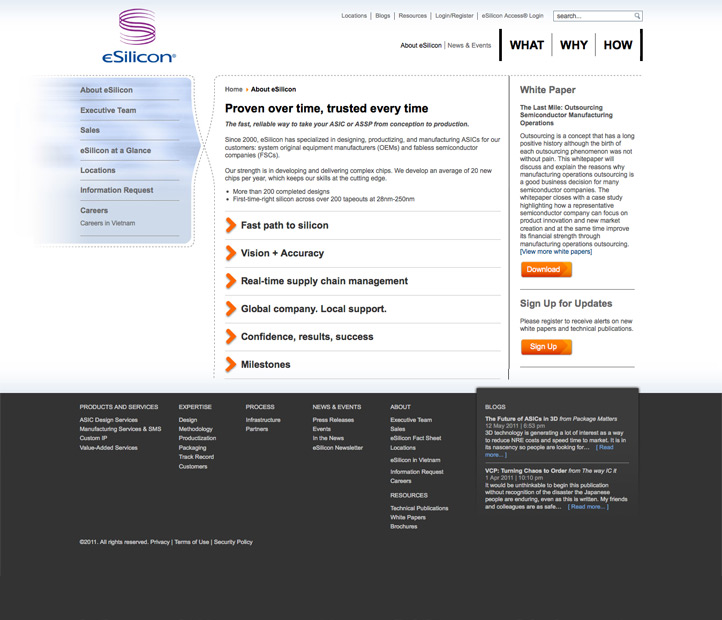 Locations | Blogs | Resources | Login/Register | eSilicon Access® Login
search...
eSilicon®
About eSilicon | News & Events
WHAT
WHY
HOW
About eSilicon
Executive Team
Sales
eSilicon at a Glance
Locations
Information Request
Careers
Careers in Vietnam
Home
About eSilicon
Proven over time, trusted every time
The fast, reliable way to take your ASIC or ASSP from conception to production.
Since 2000, eSilicon has specialized in designing, productizing, and manufacturing ASICs for our
customers: system original equipment manufacturers (OEMs) and fabless semiconductor
companies (FSCs).
Our strength is in developing and delivering complex chips. We develop an average of 20 new
chips per year, which keeps our skills at the cutting edge.
• More than 200 completed designs
• First-time-right silicon across over 200 tapeouts at 28nm-250nm
Fast path to silicon
Vision + Accuracy
Real-time supply chain management
Global company. Local support.
Confidence, results, success
Milestones
White Paper
The Last Mile: Outsourcing
Semiconductor Manufacturing
Operations
Outsourcing is a concept that has a long
positive history although the birth of
each outsourcing phenomenon was not
without pain. This whitepaper will
discuss and explain the reasons why
manufacturing operations outsourcing is
a good business decision for many
semiconductor companies. The
whitepaper closes with a case study
highlighting how a representative
semiconductor company can focus on
product innovation and new market
creation and at the same time improve
its financial strength through
manufacturing operations outsourcing.
[View more white papers]
Download
Sign Up for Updates
Please register to receive alerts on new
white papers and technical publications.
Sign Up
PRODUCTS AND SERVICES
ASIC Design Services
Manufacturing Services & SMS
Custom IP
Value-Added Services
EXPERTISE
Design
Methodology
Productization
Packaging
Track Record
Customers
PROCESS
Infrastructure
Partners
NEWS & EVENTS
Press Releases
Events
In the News
eSilicon Newsletter
ABOUT
Executive Team
Sales
eSilicon Fact Sheet
Locations
eSilicon in Vietnam
Information Request
Careers
RESOURCES
Technical Publications
White Papers
Brochures
BLOGS
The Future of ASICs in 3D from Package Matters
12 May 2011 | 6:53 pm
3D technology is generating a lot of interest as a way
to reduce NRE costs and speed time to market. It is in
its nascency so people are looking for... [ Read
more... ]
VCP: Turning Chaos to Order from The way IC it
1 Apr 2011 | 10:10 pm
It would be unthinkable to begin this publication
without recognition of the disaster the Japanese
people are enduring, even as this is written. My friends
and colleagues are as safe... [ Read more... ]
©2011. All rights reserved. Privacy | Terms of Use | Security Policy